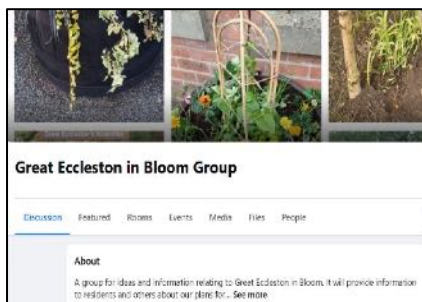 Great Eccleston in Bloom Group
Discussion Featured Rooms Events Media Files People
About
A group for ideas and information relating to Great Eccleston in Bloom. It will provide information
to residents and others about our plans for... See more